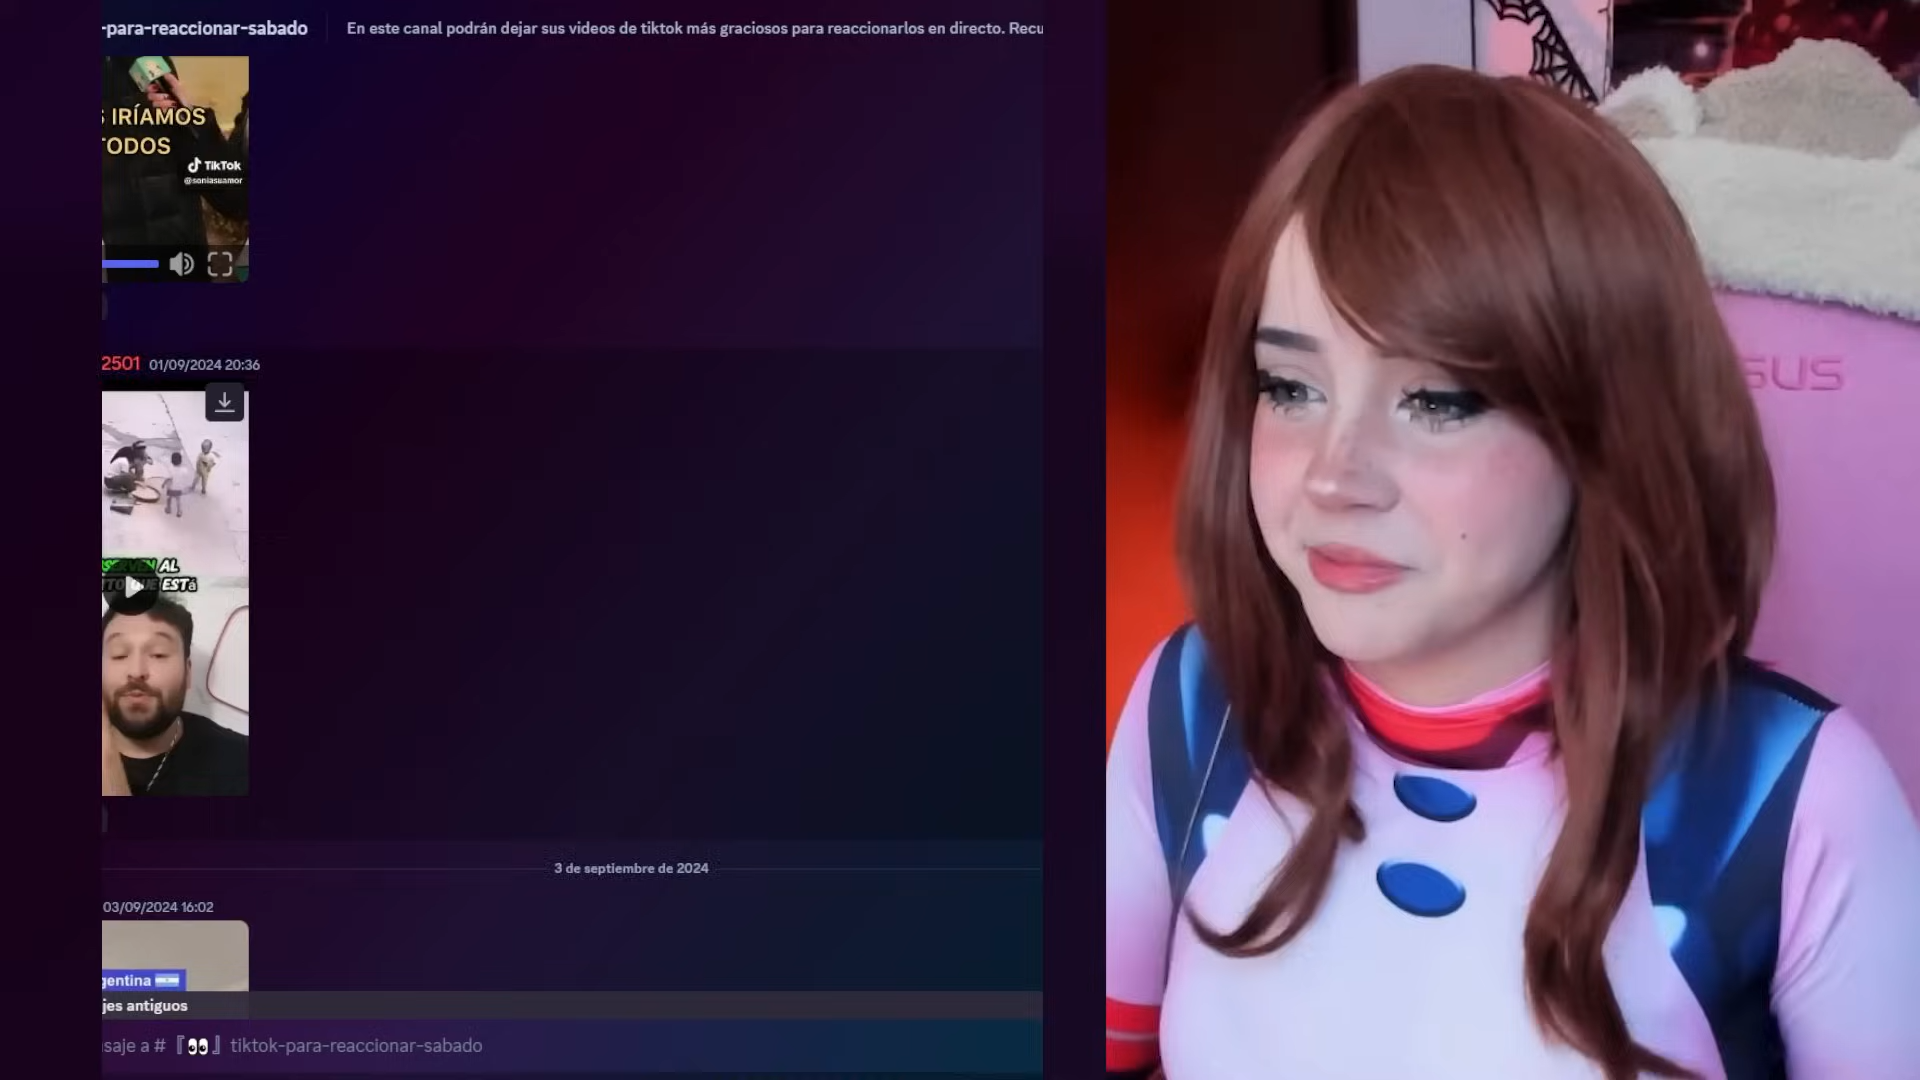 -para-reaccionar-sabado
En este canal podrán dejar sus videos de tiktok más graciosos para reaccionarlos en directo. Recu
IRÍAMOS
TODOS
TikTok
@soniasuamor
2501 01/09/2024 20:36
AL
QUE ESTá
3 de septiembre de 2024
03/09/2024 16:02
gentina
jes antiguos
saje a # 『👀』 tiktok-para-reaccionar-sabado
SUS